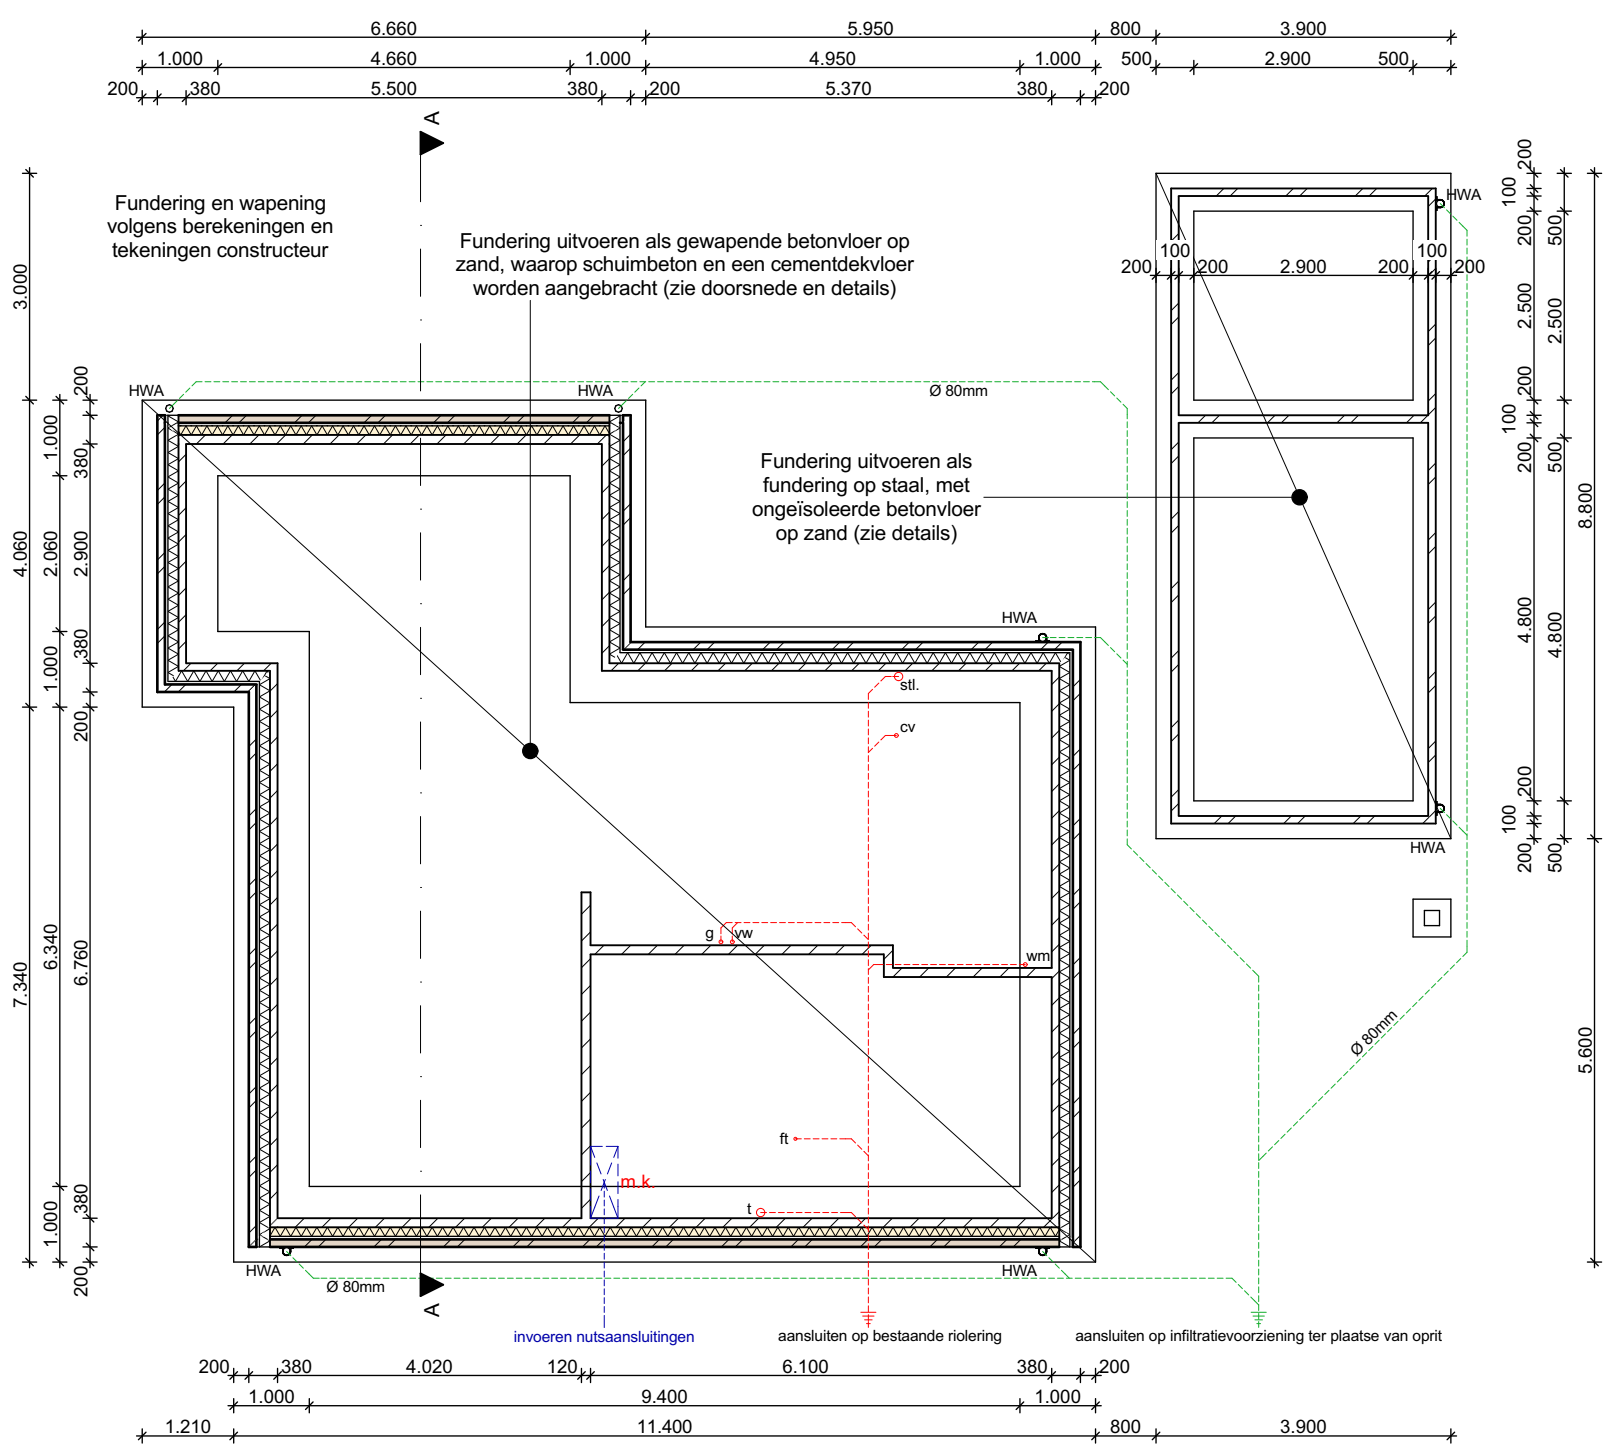 6.660
5.950
800
3.900
1.000
4.660
1.000
4.950
1.000
500
2.900
500
200
380
5.500
380
200
5.370
380
200
A
Fundering en wapening
volgens berekeningen en
tekeningen constructeur
Fundering uitvoeren als gewapende betonvloer op
zand, waarop schuimbeton en een cementdekvloer
worden aangebracht (zie doorsnede en details)
HWA
100
100
200
200
2.900
200
200
HWA
HWA
Ø 80mm
Fundering uitvoeren als
fundering op staal, met
ongeïsoleerde betonvloer
op zand (zie details)
HWA
stl.
cv
HWA
g
vw
wm
Ø 80mm
ft
m.k.
t
HWA
HWA
Ø 80mm
A
invoeren nutsaansluitingen
aansluiten op bestaande riolering
aansluiten op infiltratievoorziening ter plaatse van oprit
3.000
4.060
7.340
1.000
2.060
1.000
6.340
1.000
200
380
2.900
380
200
6.760
380
200
200
100
200
2.500
200
100
200
4.800
200
100
200
500
2.500
500
4.800
500
8.800
5.600
200
380
4.020
120
6.100
380
200
1.000
9.400
1.000
1.210
11.400
800
3.900